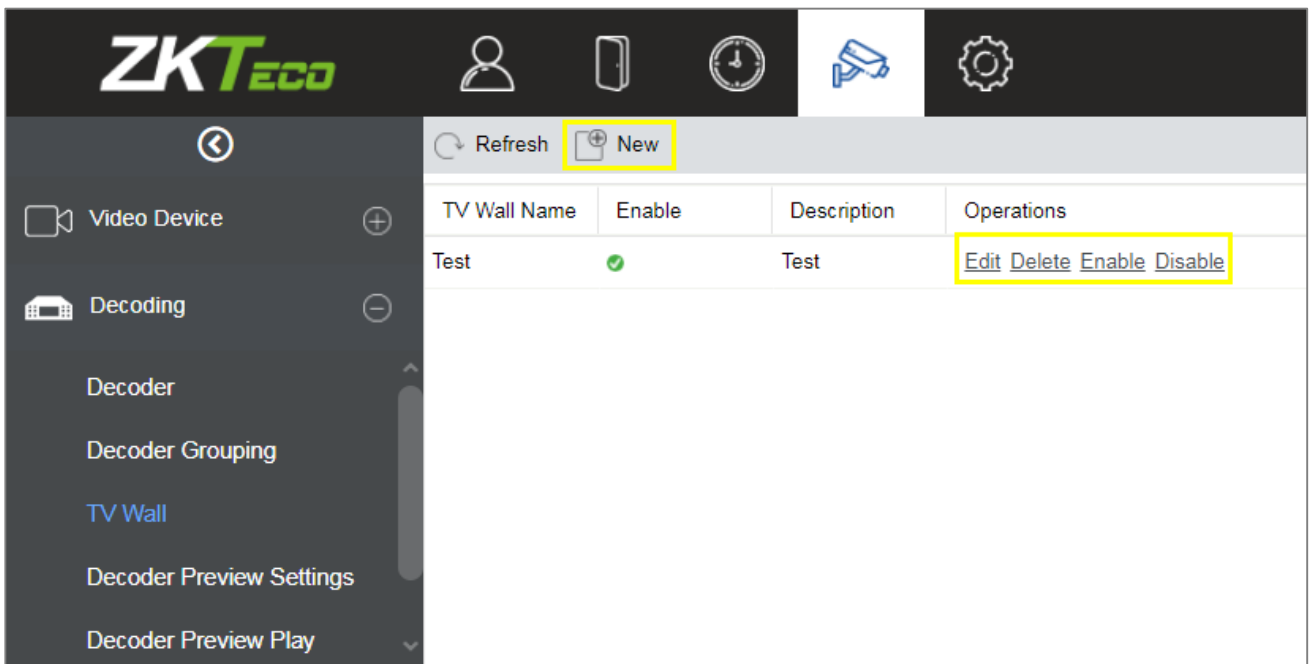 ZKTECO
Refresh New
Video Device
TV Wall Name Enable Description Operations
Test Test Edit Delete Enable Disable
Decoding
Decoder
Decoder Grouping
TV Wall
Decoder Preview Settings
Decoder Preview Play